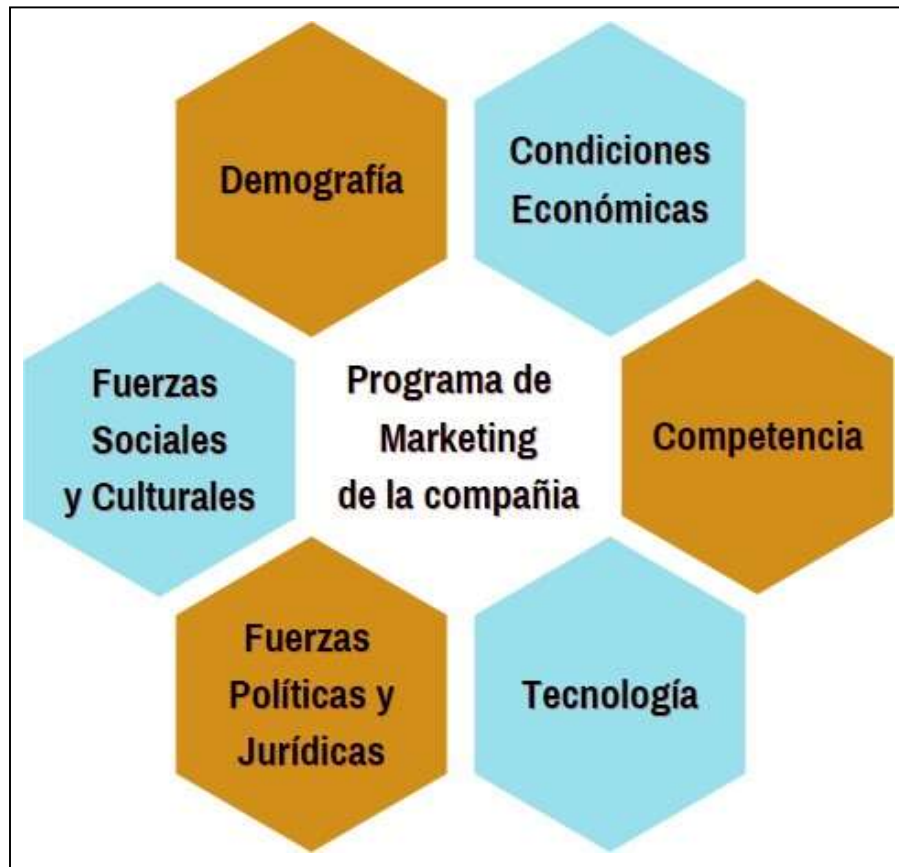 Demografía
Condiciones
Económicas
Fuerzas
Sociales
y Culturales
Programa de
Marketing
de la compañia
Competencia
Fuerzas
Políticas y
Jurídicas
Tecnología